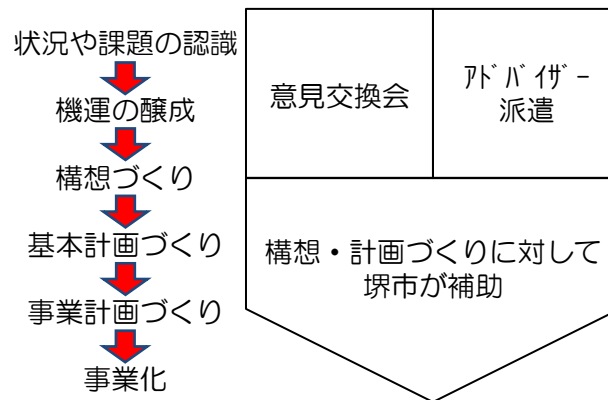 状況や課題の認識
機運の醸成
構想づくり
基本計画づくり
事業計画づくり
事業化
意見交換会
ｱﾄﾞﾊﾞｲｻﾞｰ
派遣
構想・計画づくりに対して
堺市が補助